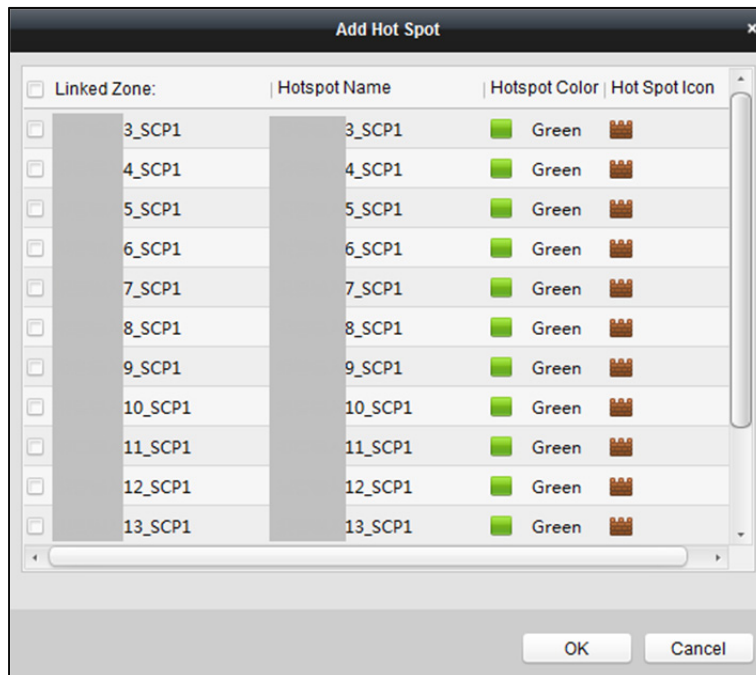 Add Hot Spot ×
Linked Zone: Hotspot Name Hotspot Color Hot Spot Icon
3_SCP1 3_SCP1 Green
4_SCP1 4_SCP1 Green
5_SCP1 5_SCP1 Green
6_SCP1 6_SCP1 Green
7_SCP1 7_SCP1 Green
8_SCP1 8_SCP1 Green
9_SCP1 9_SCP1 Green
10_SCP1 10_SCP1 Green
11_SCP1 11_SCP1 Green
12_SCP1 12_SCP1 Green
13_SCP1 13_SCP1 Green
OK Cancel